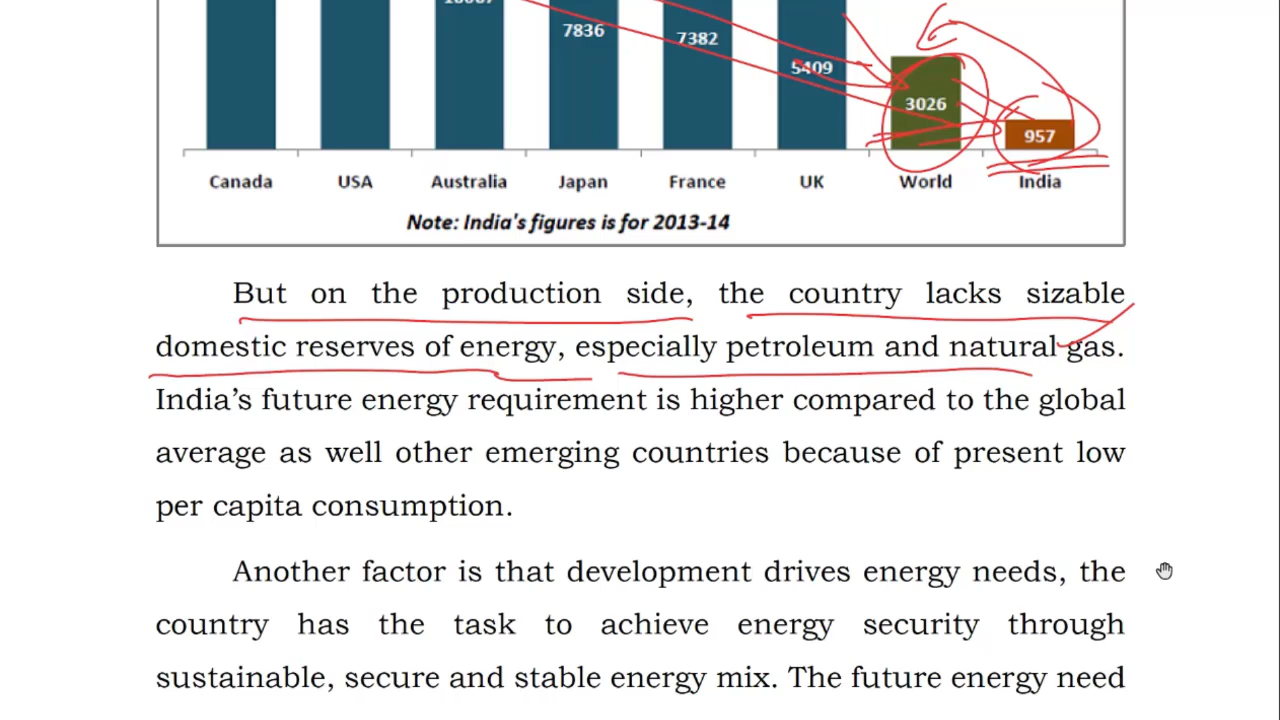 7836
7382
5409
3026
957
Canada USA Australia Japan France UK World India
Note: India's figures is for 2013-14
But on the production side, the country lacks sizable
domestic reserves of energy, especially petroleum and natural gas.
India’s future energy requirement is higher compared to the global
average as well other emerging countries because of present low
per capita consumption.
Another factor is that development drives energy needs, the
country has the task to achieve energy security through
sustainable, secure and stable energy mix. The future energy need